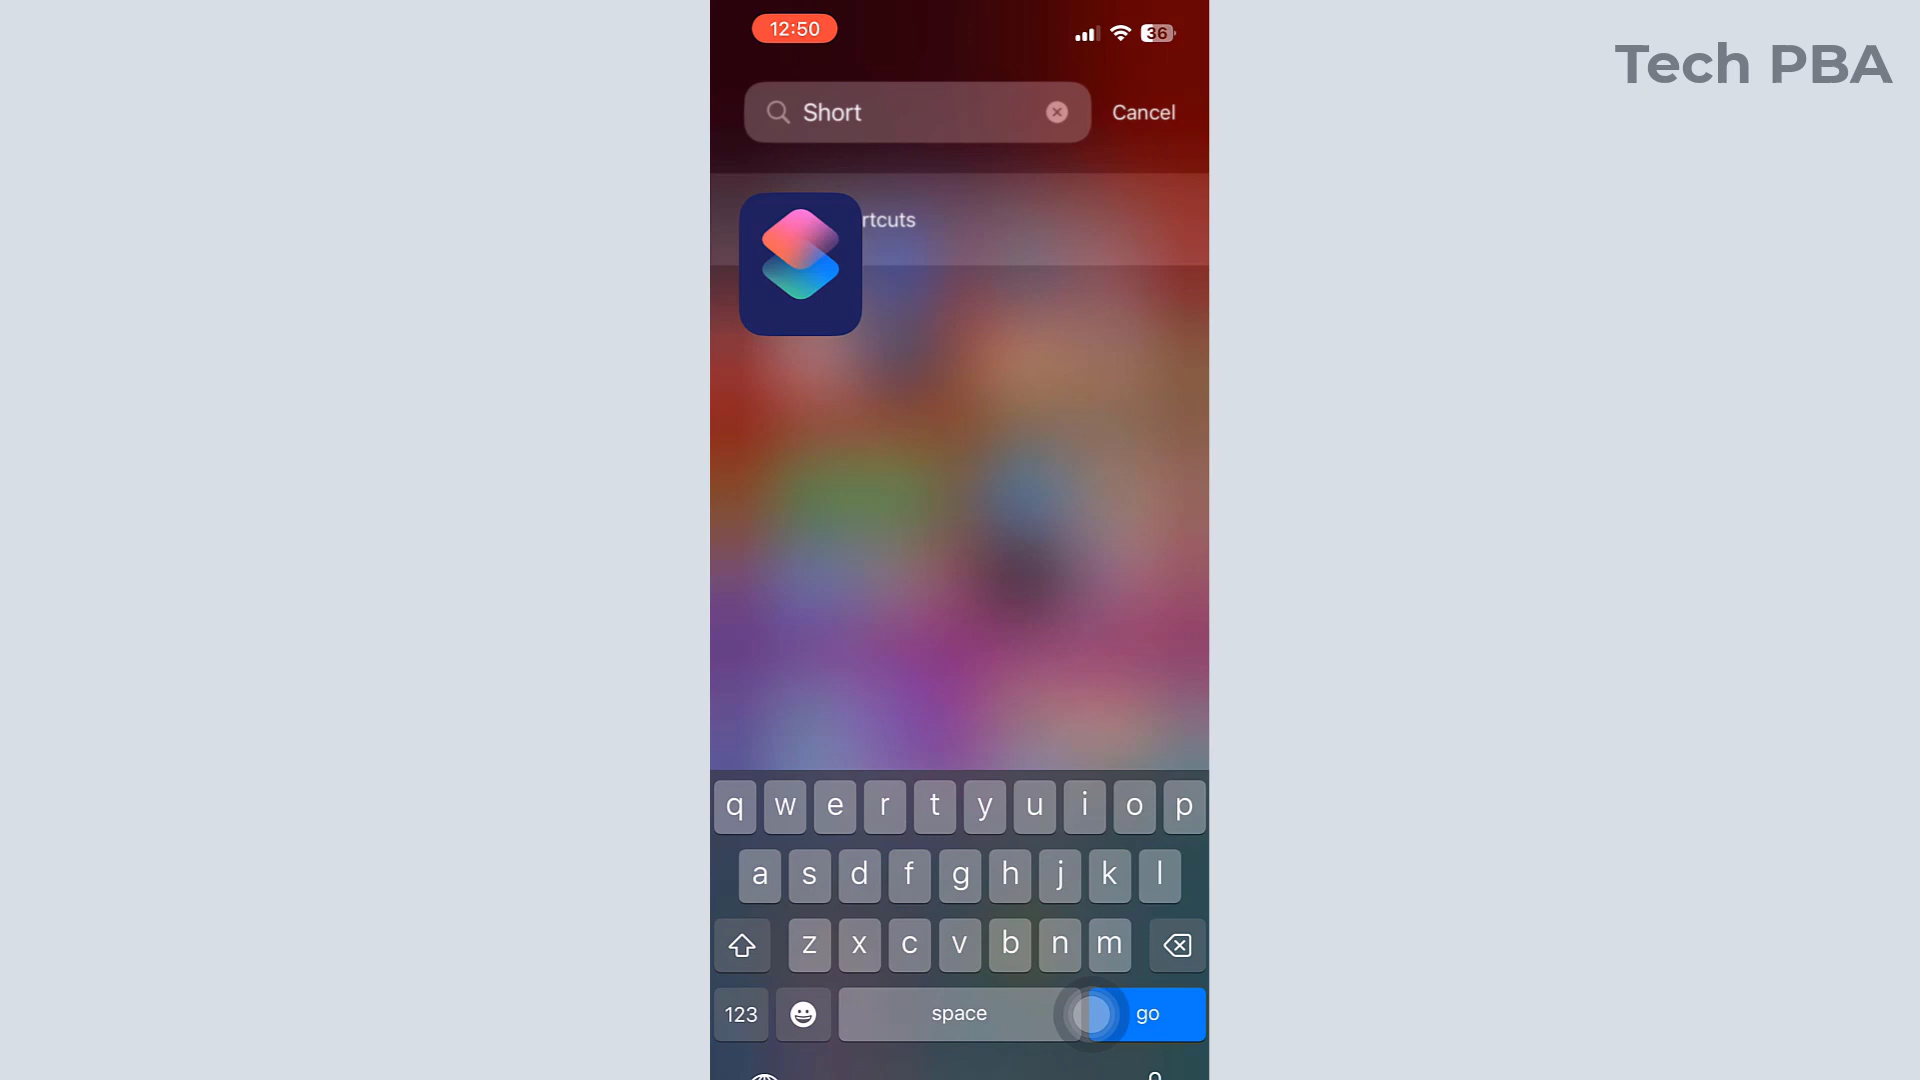 12:50
36
Tech PBA
Short
Cancel
rtcuts
q w e r t y u i o p
a s d f g h j k l
z x c v b n m
123
space
go